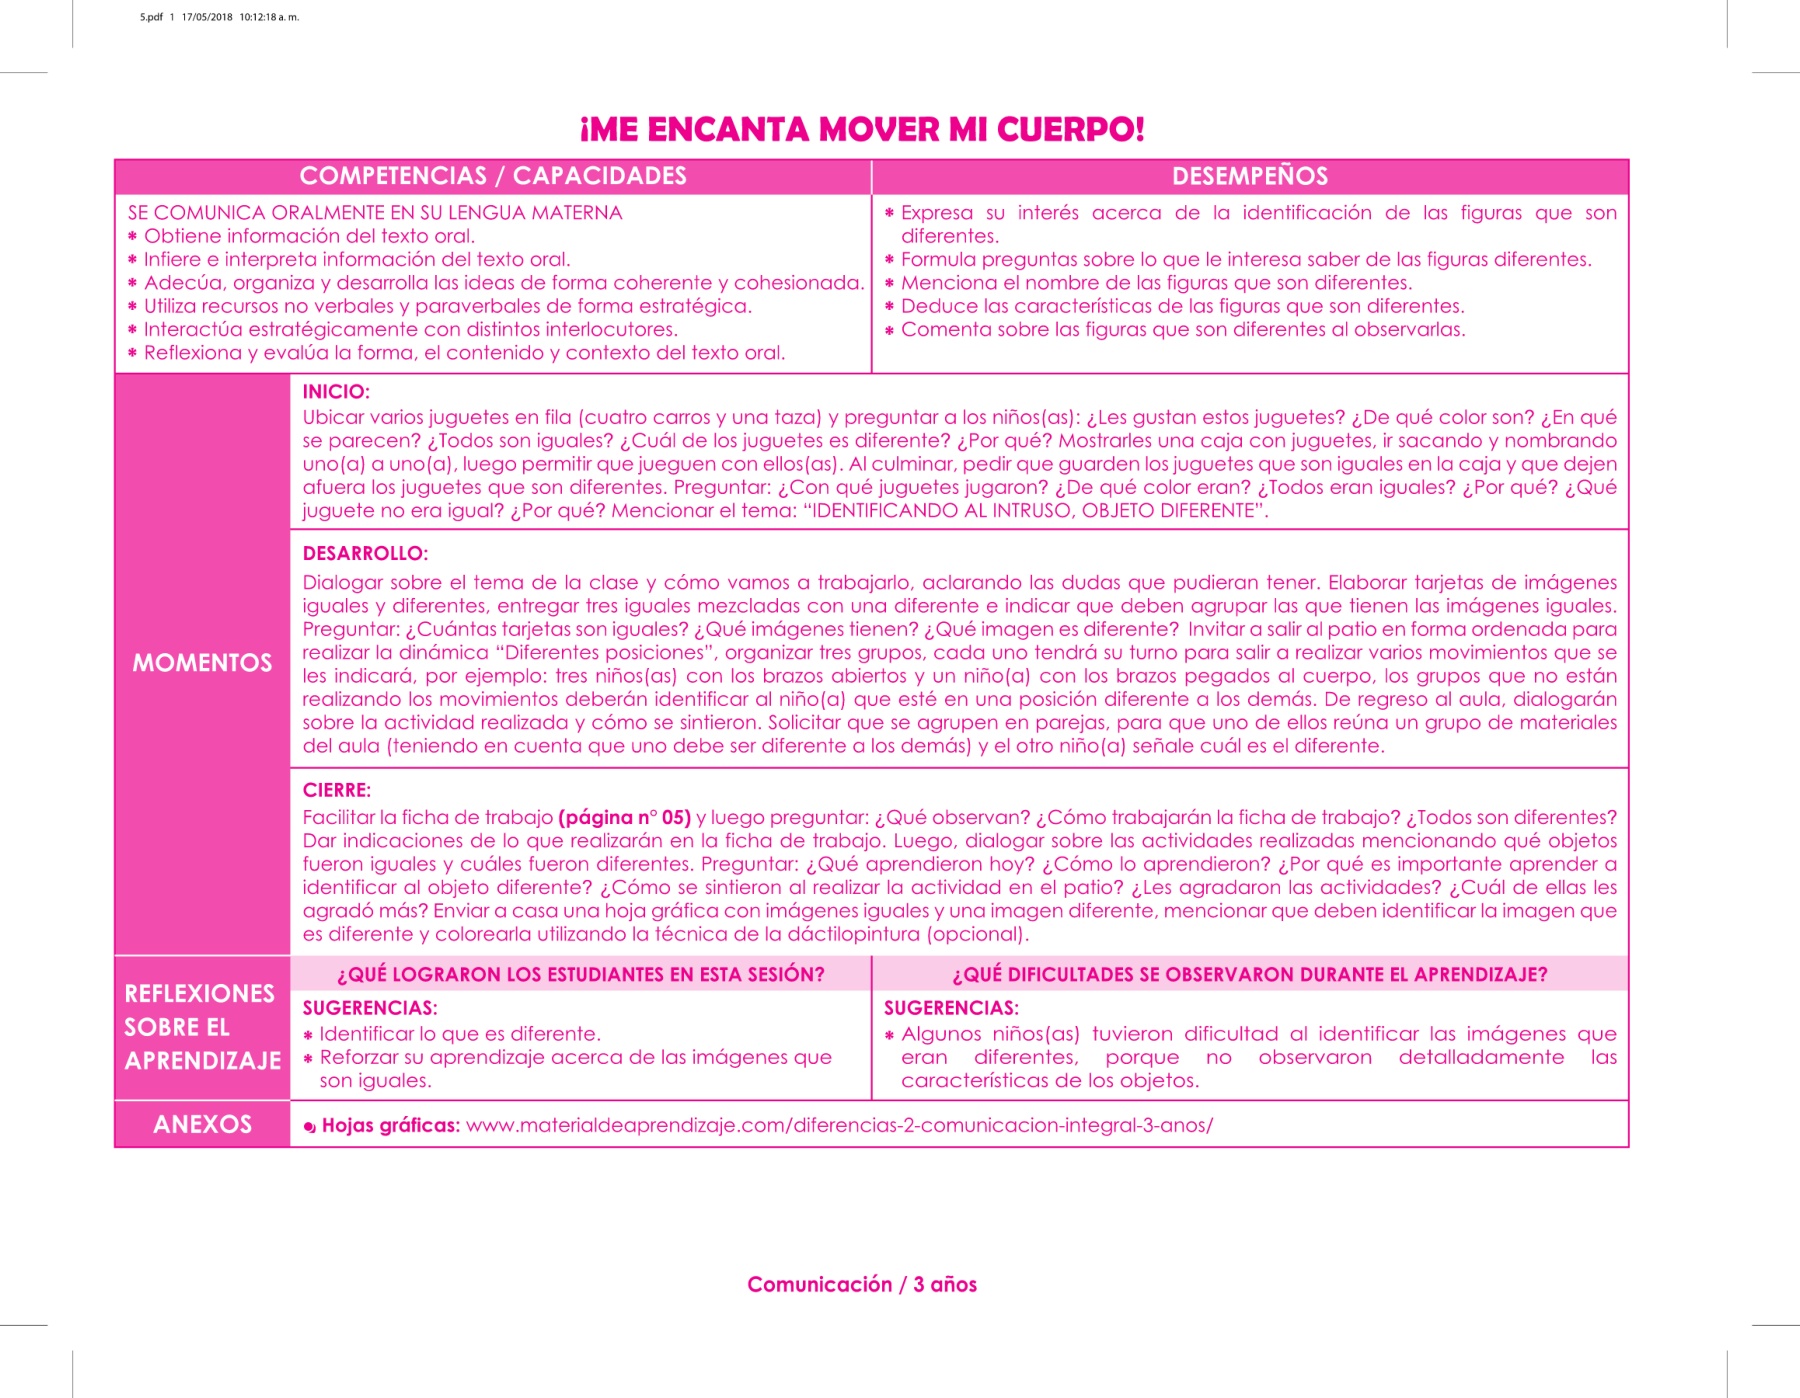 5.pdf 1 17/05/2018 10:12:18 a. m.
¡ME ENCANTA MOVER MI CUERPO!
COMPETENCIAS / CAPACIDADES
DESEMPEÑOS
SE COMUNICA ORALMENTE EN SU LENGUA MATERNA
* Obtiene información del texto oral.
* Infiere e interpreta información del texto oral.
* Adecúa, organiza y desarrolla las ideas de forma coherente y cohesionada.
* Utiliza recursos no verbales y paraverbales de forma estratégica.
* Interactúa estratégicamente con distintos interlocutores.
* Reflexiona y evalúa la forma, el contenido y contexto del texto oral.
* Expresa su interés acerca de la identificación de las figuras que son
diferentes.
* Formula preguntas sobre lo que le interesa saber de las figuras diferentes.
* Menciona el nombre de las figuras que son diferentes.
* Deduce las características de las figuras que son diferentes.
* Comenta sobre las figuras que son diferentes al observarlas.
MOMENTOS
INICIO:
Ubicar varios juguetes en fila (cuatro carros y una taza) y preguntar a los niños(as): ¿Les gustan estos juguetes? ¿De qué color son? ¿En qué
se parecen? ¿Todos son iguales? ¿Cuál de los juguetes es diferente? ¿Por qué? Mostrarles una caja con juguetes, ir sacando y nombrando
uno(a) a uno(a), luego permitir que jueguen con ellos(as). Al culminar, pedir que guarden los juguetes que son iguales en la caja y que dejen
afuera los juguetes que son diferentes. Preguntar: ¿Con qué juguetes jugaron? ¿De qué color eran? ¿Todos eran iguales? ¿Por qué? ¿Qué
juguete no era igual? ¿Por qué? Mencionar el tema: “IDENTIFICANDO AL INTRUSO, OBJETO DIFERENTE”.
DESARROLLO:
Dialogar sobre el tema de la clase y cómo vamos a trabajarlo, aclarando las dudas que pudieran tener. Elaborar tarjetas de imágenes
iguales y diferentes, entregar tres iguales mezcladas con una diferente e indicar que deben agrupar las que tienen las imágenes iguales.
Preguntar: ¿Cuántas tarjetas son iguales? ¿Qué imágenes tienen? ¿Qué imagen es diferente? Invitar a salir al patio en forma ordenada para
realizar la dinámica “Diferentes posiciones”, organizar tres grupos, cada uno tendrá su turno para salir a realizar varios movimientos que se
les indicará, por ejemplo: tres niños(as) con los brazos abiertos y un niño(a) con los brazos pegados al cuerpo, los grupos que no están
realizando los movimientos deberán identificar al niño(a) que esté en una posición diferente a los demás. De regreso al aula, dialogarán
sobre la actividad realizada y cómo se sintieron. Solicitar que se agrupen en parejas, para que uno de ellos reúna un grupo de materiales
del aula (teniendo en cuenta que uno debe ser diferente a los demás) y el otro niño(a) señale cuál es el diferente.
CIERRE:
Facilitar la ficha de trabajo (página n° 05) y luego preguntar: ¿Qué observan? ¿Cómo trabajarán la ficha de trabajo? ¿Todos son diferentes?
Dar indicaciones de lo que realizarán en la ficha de trabajo. Luego, dialogar sobre las actividades realizadas mencionando qué objetos
fueron iguales y cuáles fueron diferentes. Preguntar: ¿Qué aprendieron hoy? ¿Cómo lo aprendieron? ¿Por qué es importante aprender a
identificar al objeto diferente? ¿Cómo se sintieron al realizar la actividad en el patio? ¿Les agradaron las actividades? ¿Cuál de ellas les
agradó más? Enviar a casa una hoja gráfica con imágenes iguales y una imagen diferente, mencionar que deben identificar la imagen que
es diferente y colorearla utilizando la técnica de la dáctilopintura (opcional).
REFLEXIONES
SOBRE EL
APRENDIZAJE
¿QUÉ LOGRARON LOS ESTUDIANTES EN ESTA SESIÓN?
SUGERENCIAS:
* Identificar lo que es diferente.
* Reforzar su aprendizaje acerca de las imágenes que
son iguales.
¿QUÉ DIFICULTADES SE OBSERVARON DURANTE EL APRENDIZAJE?
SUGERENCIAS:
* Algunos niños(as) tuvieron dificultad al identificar las imágenes que
eran diferentes, porque no observaron detalladamente las
características de los objetos.
ANEXOS
Hojas gráficas: www.materialdeaprendizaje.com/diferencias-2-comunicacion-integral-3-anos/
Comunicación / 3 años